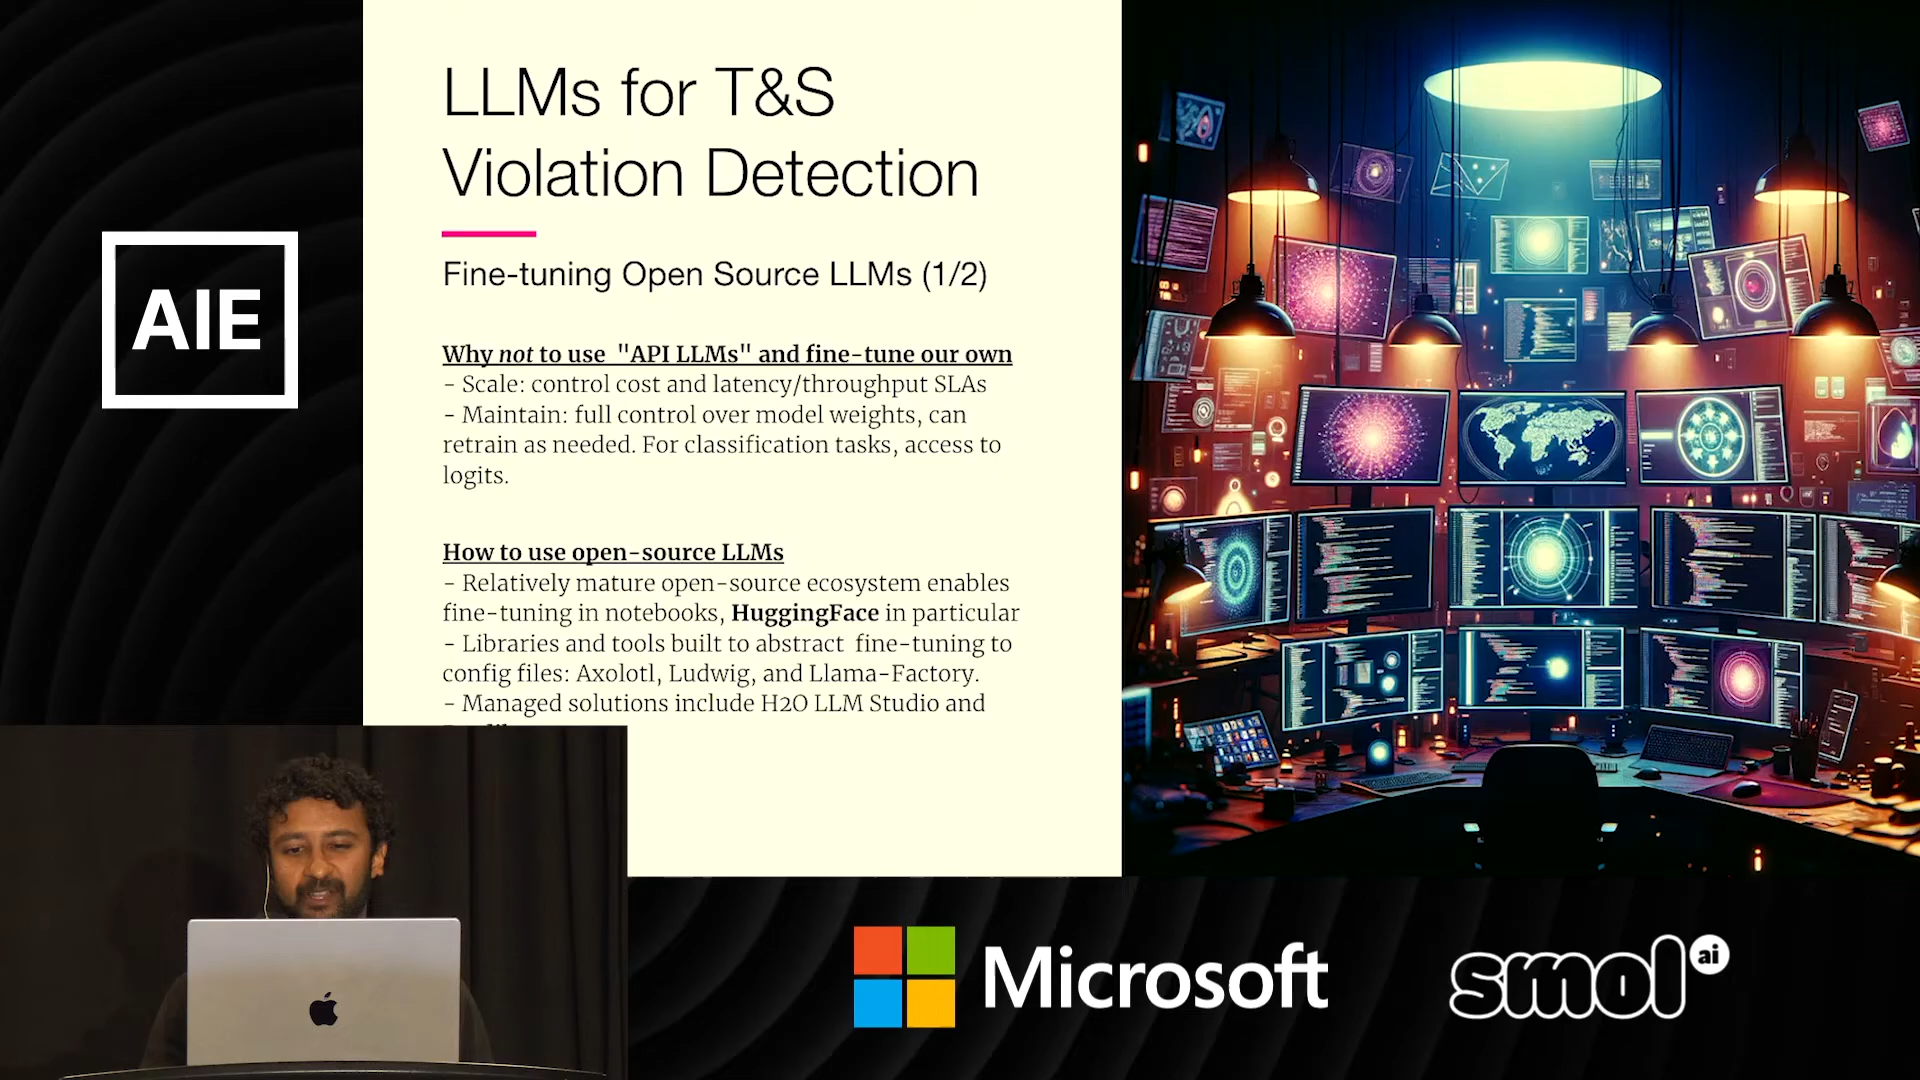 LLMs for T&S
Violation Detection
Fine-tuning Open Source LLMs (1/2)
Why not to use "API LLMs" and fine-tune our own
- Scale: control cost and latency/throughput SLAs
- Maintain: full control over model weights, can
retrain as needed. For classification tasks, access to
logits.
How to use open-source LLMs
- Relatively mature open-source ecosystem enables
fine-tuning in notebooks, HuggingFace in particular
- Libraries and tools built to abstract fine-tuning to
config files: Axolotl, Ludwig, and Llama-Factory.
- Managed solutions include H2O LLM Studio and
AIE
Microsoft
smol ai